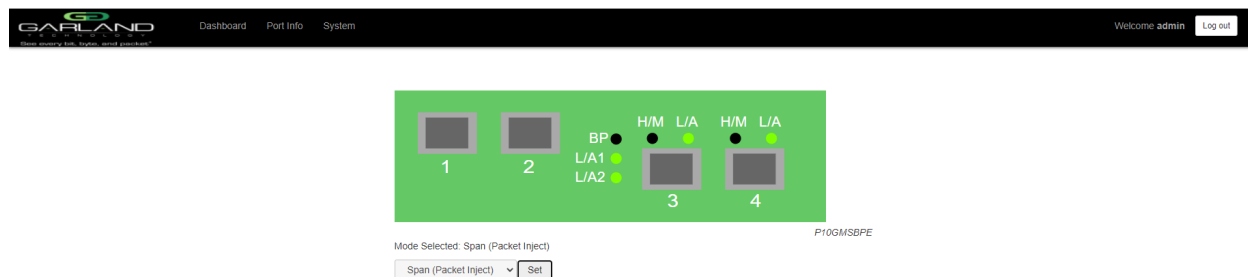 GARLAND
TECHNOLOGY
See every bit, byte, and packet®
Dashboard Port Info System
Welcome admin Log out
H/M L/A H/M L/A
BP
L/A1
L/A2
1 2 3 4
P10GMSBPE
Mode Selected: Span (Packet Inject)
Span (Packet Inject) Set